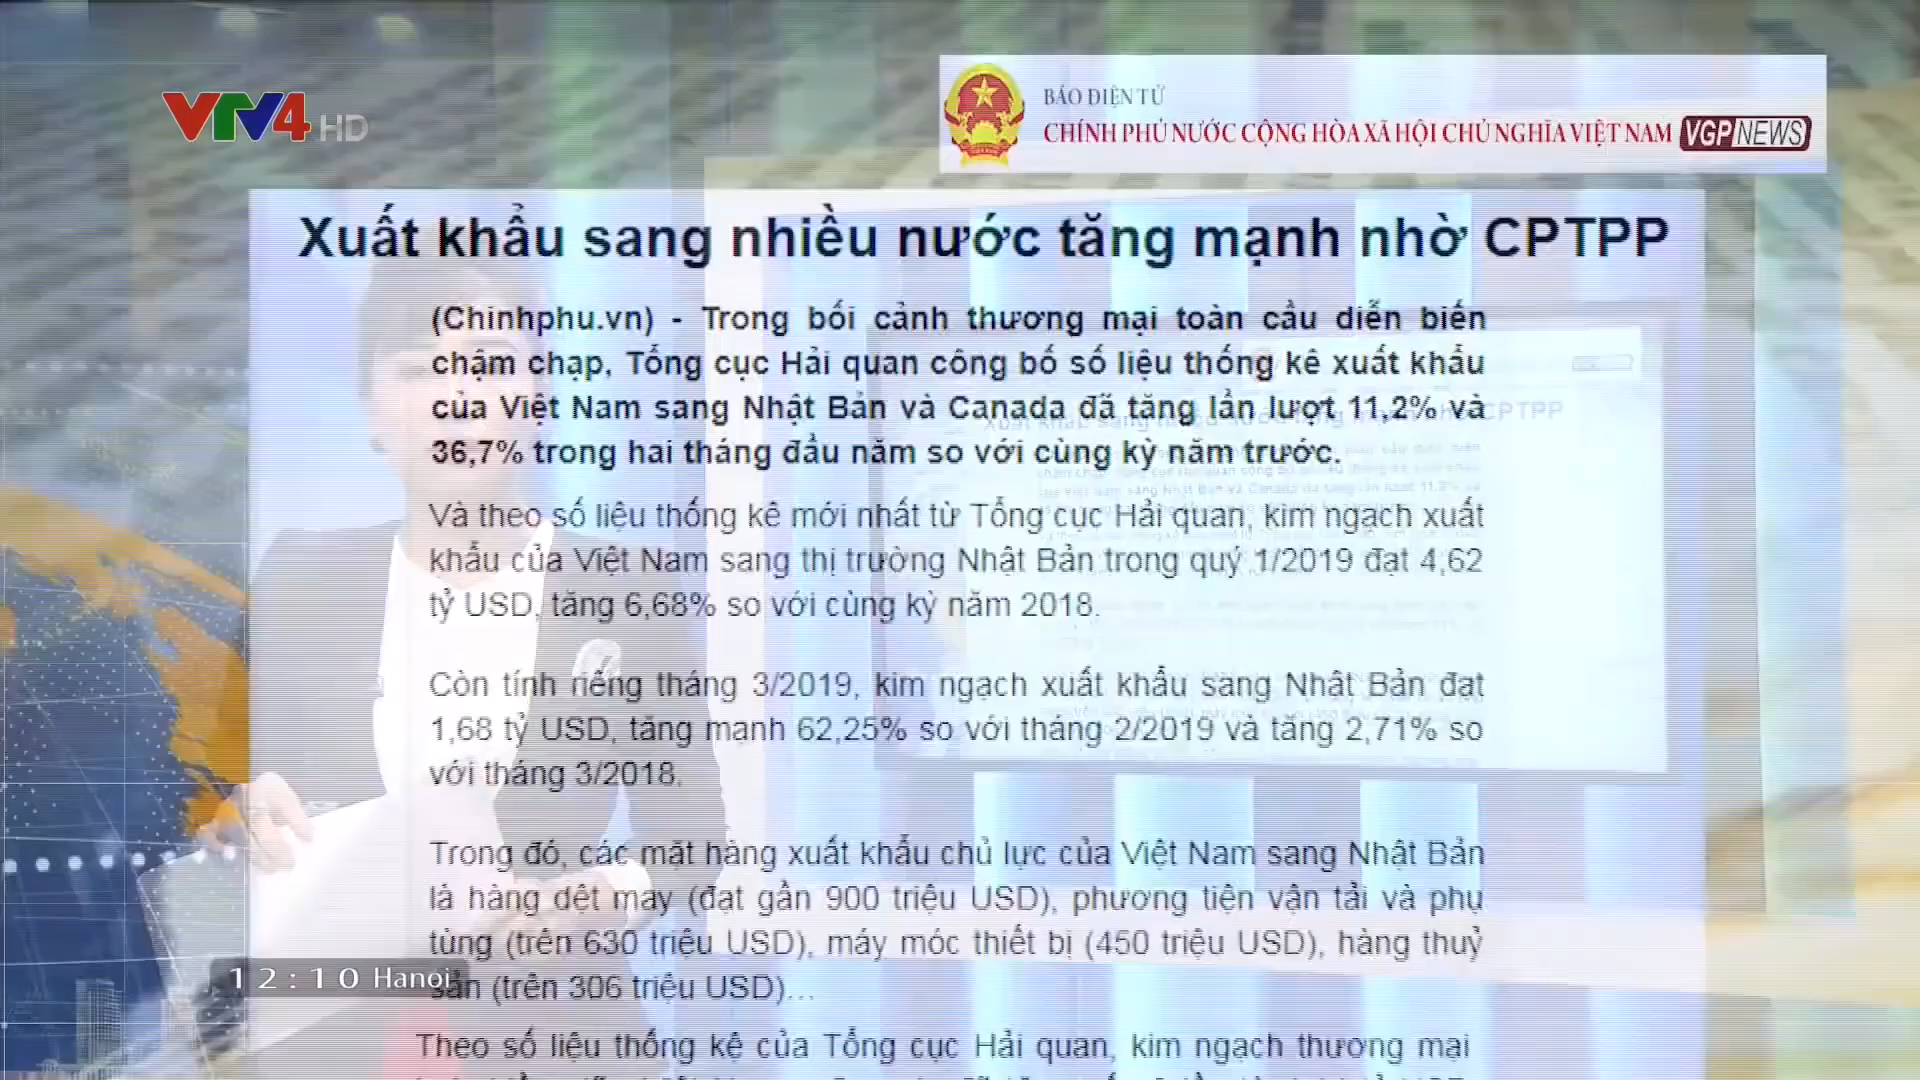 VTV4 HD
BÁO ĐIỆN TỬ
CHÍNH PHỦ NƯỚC CỘNG HÒA XÃ HỘI CHỦ NGHĨA VIỆT NAM VGP NEWS
Xuất khẩu sang nhiều nước tăng mạnh nhờ CPTPP
(Chinhphu.vn) - Trong bối cảnh thương mại toàn cầu diễn biến
chậm chạp, Tổng cục Hải quan công bố số liệu thống kê xuất khẩu
của Việt Nam sang Nhật Bản và Canada đã tăng lần lượt 11,2% và
36,7% trong hai tháng đầu năm so với cùng kỳ năm trước.
Và theo số liệu thống kê mới nhất từ Tổng cục Hải quan, kim ngạch xuất
khẩu của Việt Nam sang thị trường Nhật Bản trong quý 1/2019 đạt 4,62
tỷ USD, tăng 6,68% so với cùng kỳ năm 2018.
Còn tính riêng tháng 3/2019, kim ngạch xuất khẩu sang Nhật Bản đạt
1,68 tỷ USD, tăng mạnh 62,25% so với tháng 2/2019 và tăng 2,71% so
với tháng 3/2018.
Trong đó, các mặt hàng xuất khẩu chủ lực của Việt Nam sang Nhật Bản
là hàng dệt may (đạt gần 900 triệu USD), phương tiện vận tải và phụ
tùng (trên 630 triệu USD), máy móc thiết bị (450 triệu USD), hàng thuỷ
sản (trên 306 triệu USD)...
12:10 Hanoi
Theo số liệu thống kê của Tổng cục Hải quan, kim ngạch thương mại